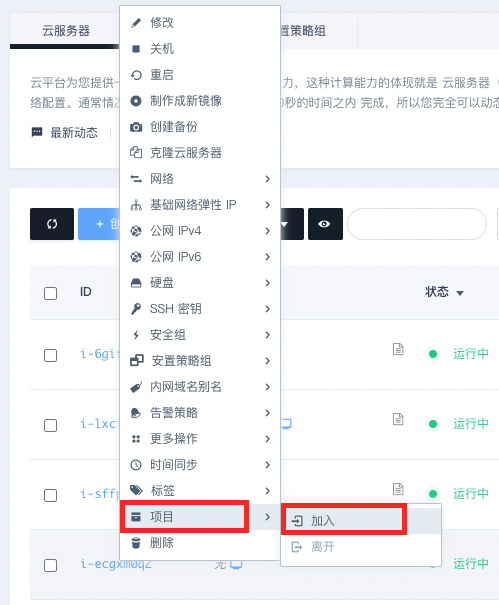 云服务器
置策略组
云平台为您提供
力，这种计算能力的体现就是 云服务器
络配置。通常情
0秒的时间之内 完成，所以您完全可以动态
最新动态
+ 创
ID
状态
i-6gi
运行中
i-lxc
运行中
i-sffp
运行中
i-ecgxm0qz
无
运行中
修改
关机
重启
制作成新镜像
创建备份
克隆云服务器
网络
基础网络弹性 IP
公网 IPv4
公网 IPv6
硬盘
SSH 密钥
安全组
安置策略组
内网域名别名
告警策略
更多操作
时间同步
标签
项目
删除
加入
离开